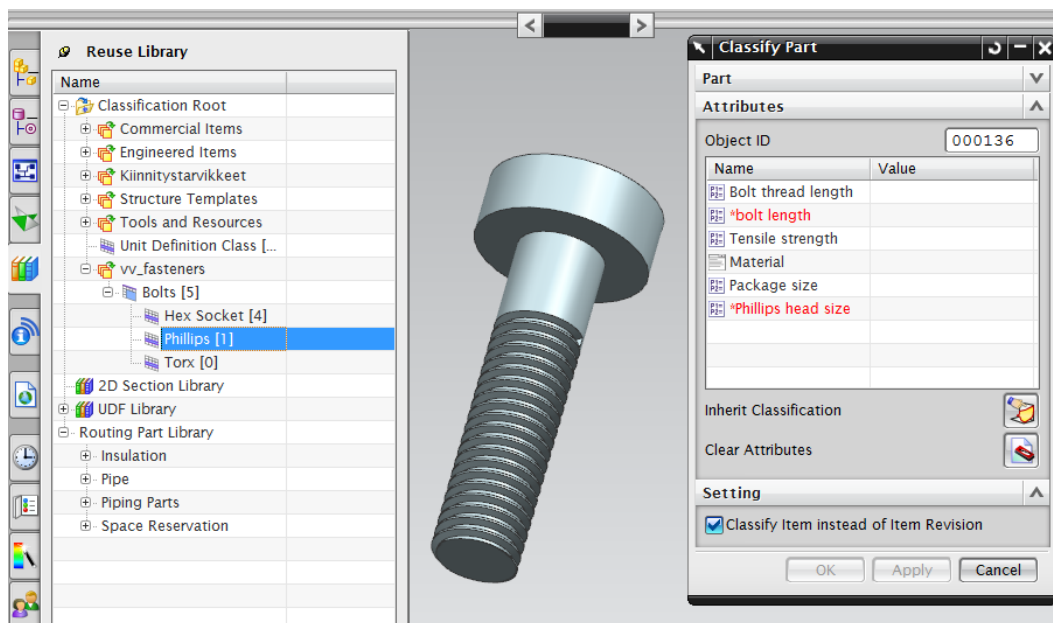 Reuse Library
Name
Classification Root
Commercial Items
Engineered Items
Kiinnitystarvikkeet
Structure Templates
Tools and Resources
Unit Definition Class [...
vv_fasteners
Bolts [5]
Hex Socket [4]
Phillips [1]
Torx [0]
2D Section Library
UDF Library
Routing Part Library
Insulation
Pipe
Piping Parts
Space Reservation
Classify Part
Part
Attributes
Object ID 000136
Name Value
Bolt thread length
*bolt length
Tensile strength
Material
Package size
*Phillips head size
Inherit Classification
Clear Attributes
Setting
Classify Item instead of Item Revision
OK Apply Cancel